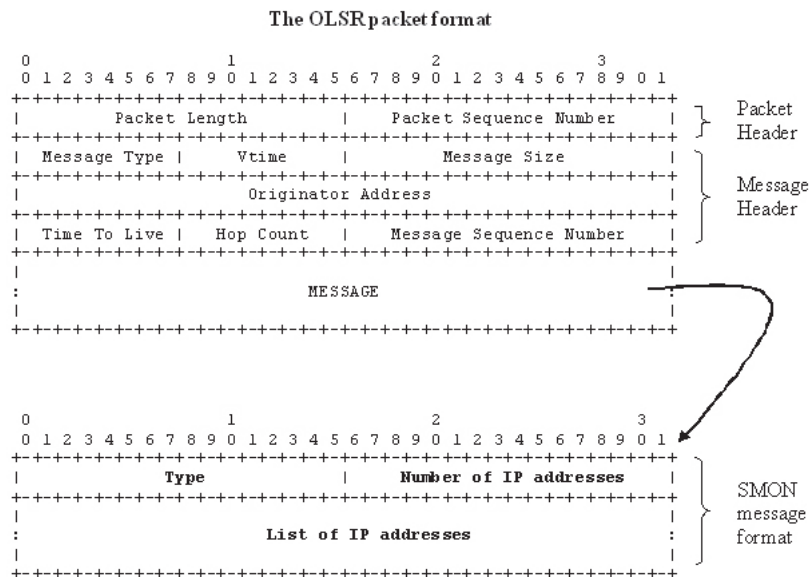 The OLSR packet format
0 1 2 3
0 1 2 3 4 5 6 7 8 9 0 1 2 3 4 5 6 7 8 9 0 1 2 3 4 5 6 7 8 9 0 1
+-+-+-+-+-+-+-+-+-+-+-+-+-+-+-+-+-+-+-+-+-+-+-+-+-+-+-+-+-+-+-+-+
| Packet Length | Packet Sequence Number |
+-+-+-+-+-+-+-+-+-+-+-+-+-+-+-+-+-+-+-+-+-+-+-+-+-+-+-+-+-+-+-+-+
Packet
Header
| Message Type | Vtime | Message Size |
+-+-+-+-+-+-+-+-+-+-+-+-+-+-+-+-+-+-+-+-+-+-+-+-+-+-+-+-+-+-+-+-+
| Originator Address |
+-+-+-+-+-+-+-+-+-+-+-+-+-+-+-+-+-+-+-+-+-+-+-+-+-+-+-+-+-+-+-+-+
| Time To Live | Hop Count | Message Sequence Number |
+-+-+-+-+-+-+-+-+-+-+-+-+-+-+-+-+-+-+-+-+-+-+-+-+-+-+-+-+-+-+-+-+
Message
Header
| |
: MESSAGE :
| |
+-+-+-+-+-+-+-+-+-+-+-+-+-+-+-+-+-+-+-+-+-+-+-+-+-+-+-+-+-+-+-+-+
0 1 2 3
0 1 2 3 4 5 6 7 8 9 0 1 2 3 4 5 6 7 8 9 0 1 2 3 4 5 6 7 8 9 0 1
+-+-+-+-+-+-+-+-+-+-+-+-+-+-+-+-+-+-+-+-+-+-+-+-+-+-+-+-+-+-+-+-+
| Type | Number of IP addresses |
+-+-+-+-+-+-+-+-+-+-+-+-+-+-+-+-+-+-+-+-+-+-+-+-+-+-+-+-+-+-+-+-+
| |
: List of IP addresses :
| |
+-+-+-+-+-+-+-+-+-+-+-+-+-+-+-+-+-+-+-+-+-+-+-+-+-+-+-+-+-+-+-+-+
SMON
message
format